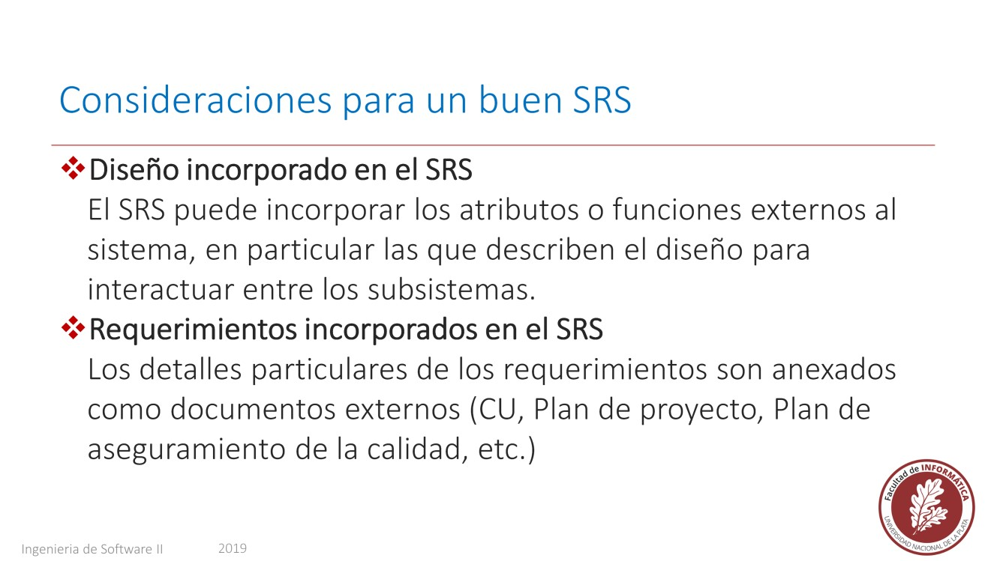 Consideraciones para un buen SRS
Diseño incorporado en el SRS
El SRS puede incorporar los atributos o funciones externos al
sistema, en particular las que describen el diseño para
interactuar entre los subsistemas.
Requerimientos incorporados en el SRS
Los detalles particulares de los requerimientos son anexados
como documentos externos (CU, Plan de proyecto, Plan de
aseguramiento de la calidad, etc.)
Facultad de INFORMÁTICA
UNIVERSIDAD NACIONAL DE LA PLATA
Ingenieria de Software II 2019